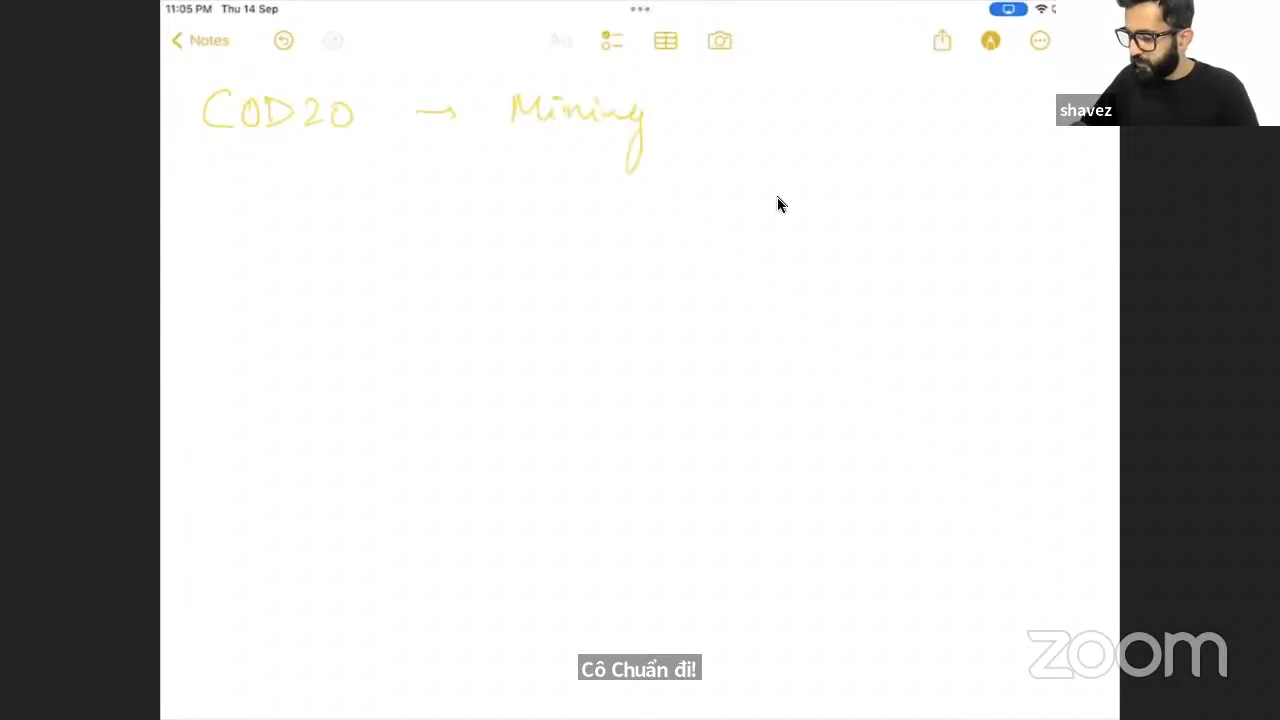 11:05 PM Thu 14 Sep
Notes
COD20 → Mining
shavez
Cô Chuẩn đi!
zoom